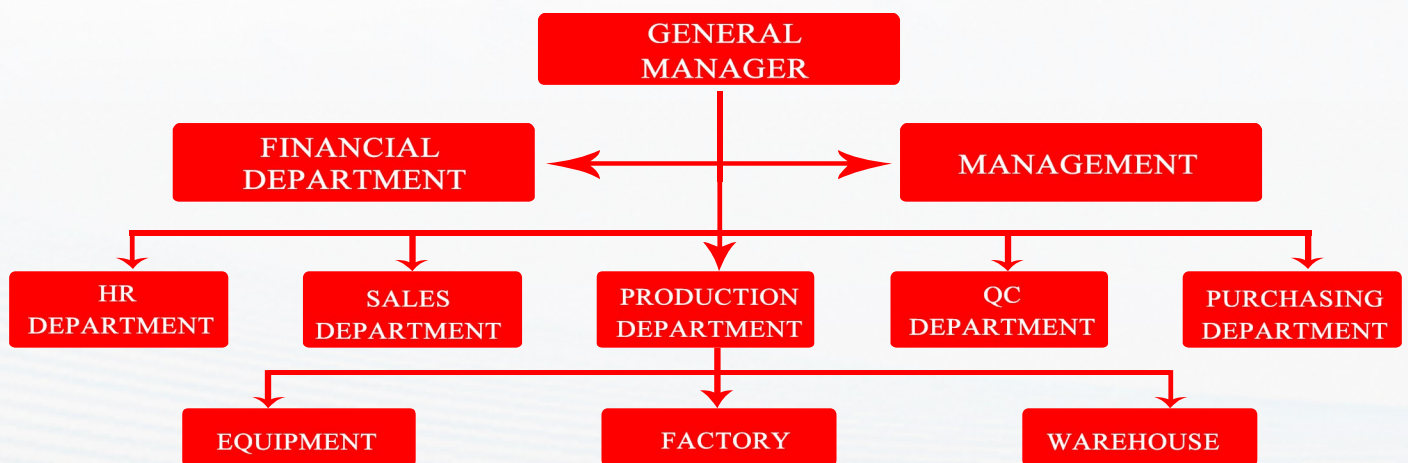 GENERAL
MANAGER
FINANCIAL
DEPARTMENT
MANAGEMENT
HR
DEPARTMENT
SALES
DEPARTMENT
PRODUCTION
DEPARTMENT
QC
DEPARTMENT
PURCHASING
DEPARTMENT
EQUIPMENT
FACTORY
WAREHOUSE